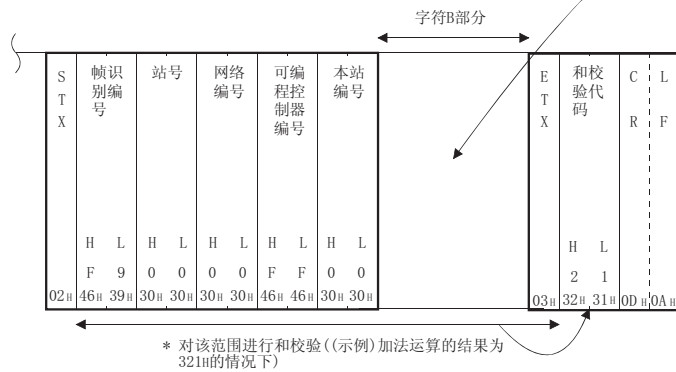 字符B部分
S
T
X
帧识
别编
号
站号
网络
编号
可编
程控
制器
编号
本站
编号
E
T
X
和校
验代
码
C
R
L
F
H L H L H L H L H L
H L
F 9 0 0 0 0 F F 0 0
2 1
02H 46H 39H 30H 30H 30H 30H 46H 46H 30H 30H
03H 32H 31H 0DH 0AH
* 对该范围进行和校验((示例)加法运算的结果为
321H的情况下)